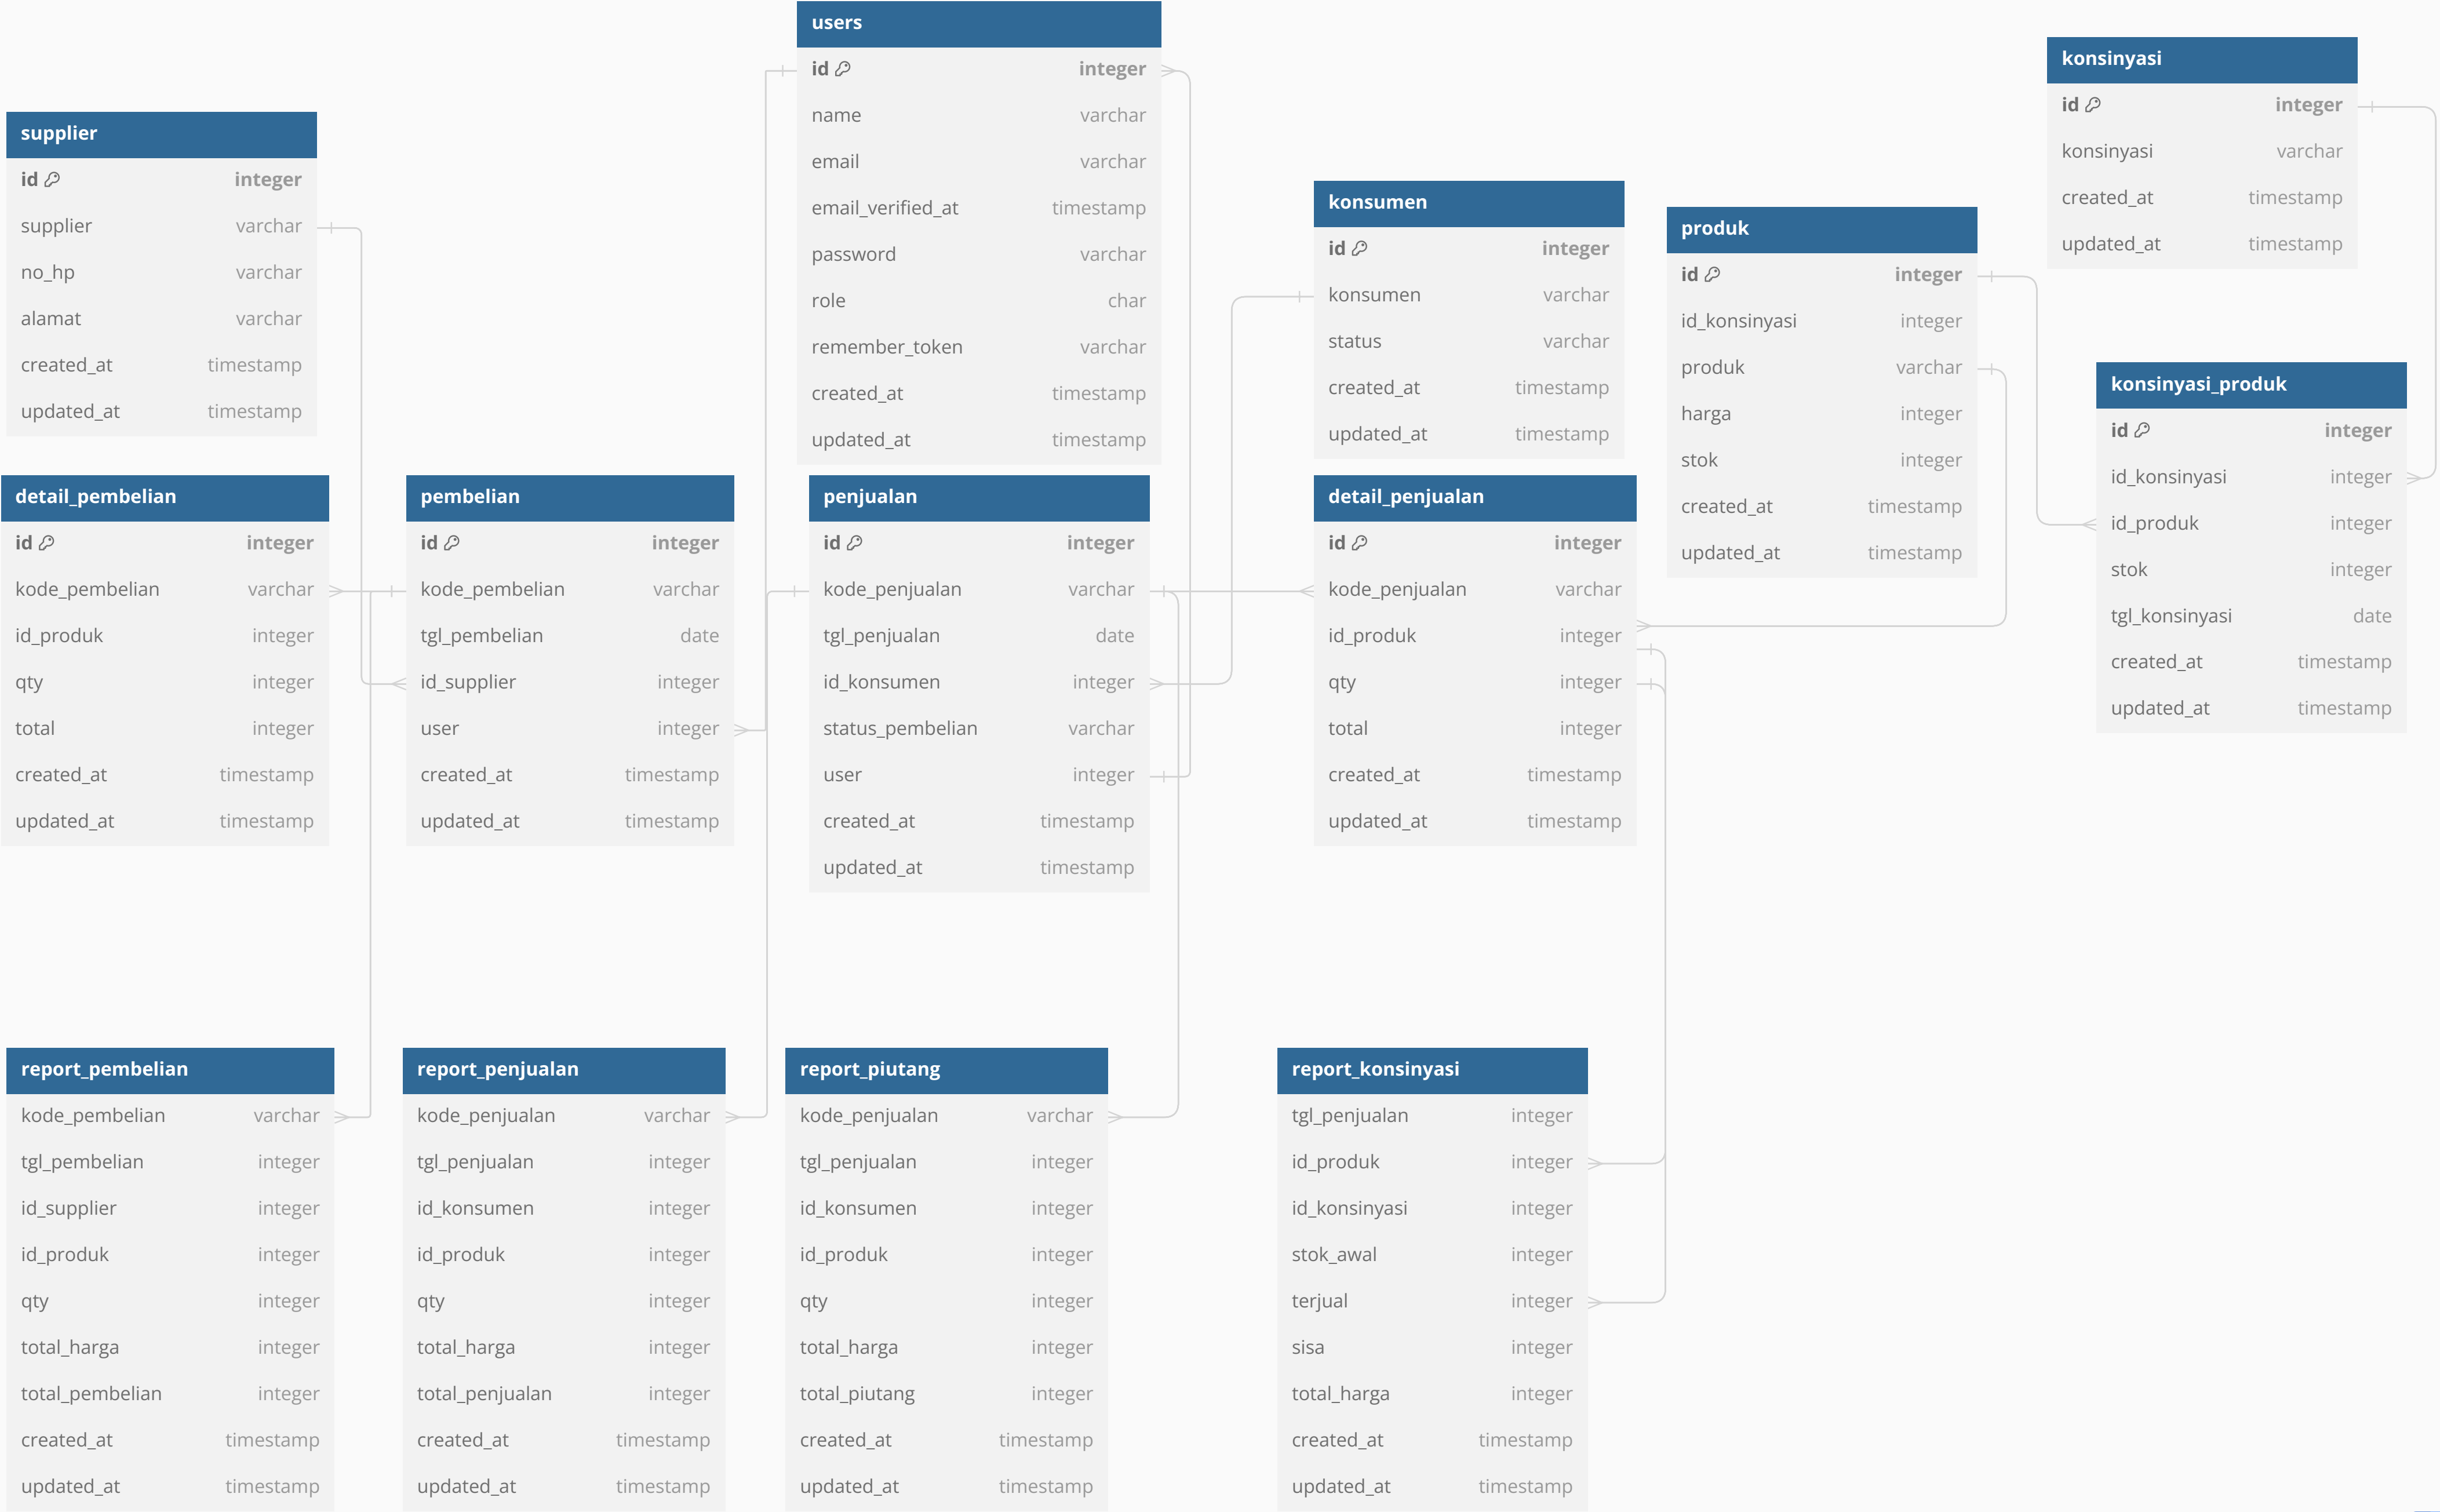 users
id integer
name varchar
email varchar
email_verified_at timestamp
password varchar
role char
remember_token varchar
created_at timestamp
updated_at timestamp
konsinyasi
id integer
konsinyasi varchar
created_at timestamp
updated_at timestamp
supplier
id integer
supplier varchar
no_hp varchar
alamat varchar
created_at timestamp
updated_at timestamp
konsumen
id integer
konsumen varchar
status varchar
created_at timestamp
updated_at timestamp
produk
id integer
id_konsinyasi integer
produk varchar
harga integer
stok integer
created_at timestamp
updated_at timestamp
konsinyasi_produk
id integer
id_konsinyasi integer
id_produk integer
stok integer
tgl_konsinyasi date
created_at timestamp
updated_at timestamp
detail_pembelian
id integer
kode_pembelian varchar
id_produk integer
qty integer
total integer
created_at timestamp
updated_at timestamp
pembelian
id integer
kode_pembelian varchar
tgl_pembelian date
id_supplier integer
user integer
created_at timestamp
updated_at timestamp
penjualan
id integer
kode_penjualan varchar
tgl_penjualan date
id_konsumen integer
status_pembelian varchar
user integer
created_at timestamp
updated_at timestamp
detail_penjualan
id integer
kode_penjualan varchar
id_produk integer
qty integer
total integer
created_at timestamp
updated_at timestamp
report_pembelian
kode_pembelian varchar
tgl_pembelian integer
id_supplier integer
id_produk integer
qty integer
total_harga integer
total_pembelian integer
created_at timestamp
updated_at timestamp
report_penjualan
kode_penjualan varchar
tgl_penjualan integer
id_konsumen integer
id_produk integer
qty integer
total_harga integer
total_penjualan integer
created_at timestamp
updated_at timestamp
report_piutang
kode_penjualan varchar
tgl_penjualan integer
id_konsumen integer
id_produk integer
qty integer
total_harga integer
total_piutang integer
created_at timestamp
updated_at timestamp
report_konsinyasi
tgl_penjualan integer
id_produk integer
id_konsinyasi integer
stok_awal integer
terjual integer
sisa integer
total_harga integer
created_at timestamp
updated_at timestamp